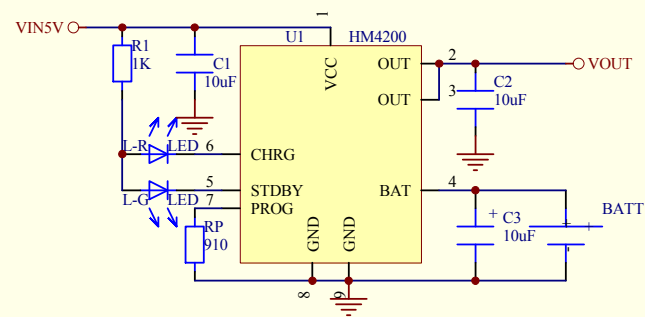 1
VIN5V
U1
HM4200
R1
1K
C1
10uF
VCC
OUT
2
VOUT
OUT
3
C2
10uF
L-R
LED
6
CHRG
L-G
LED
5
STDBY
BAT
4
7
PROG
RP
910
GND
GND
C3
10uF
+
BATT
+
+
-
8
9